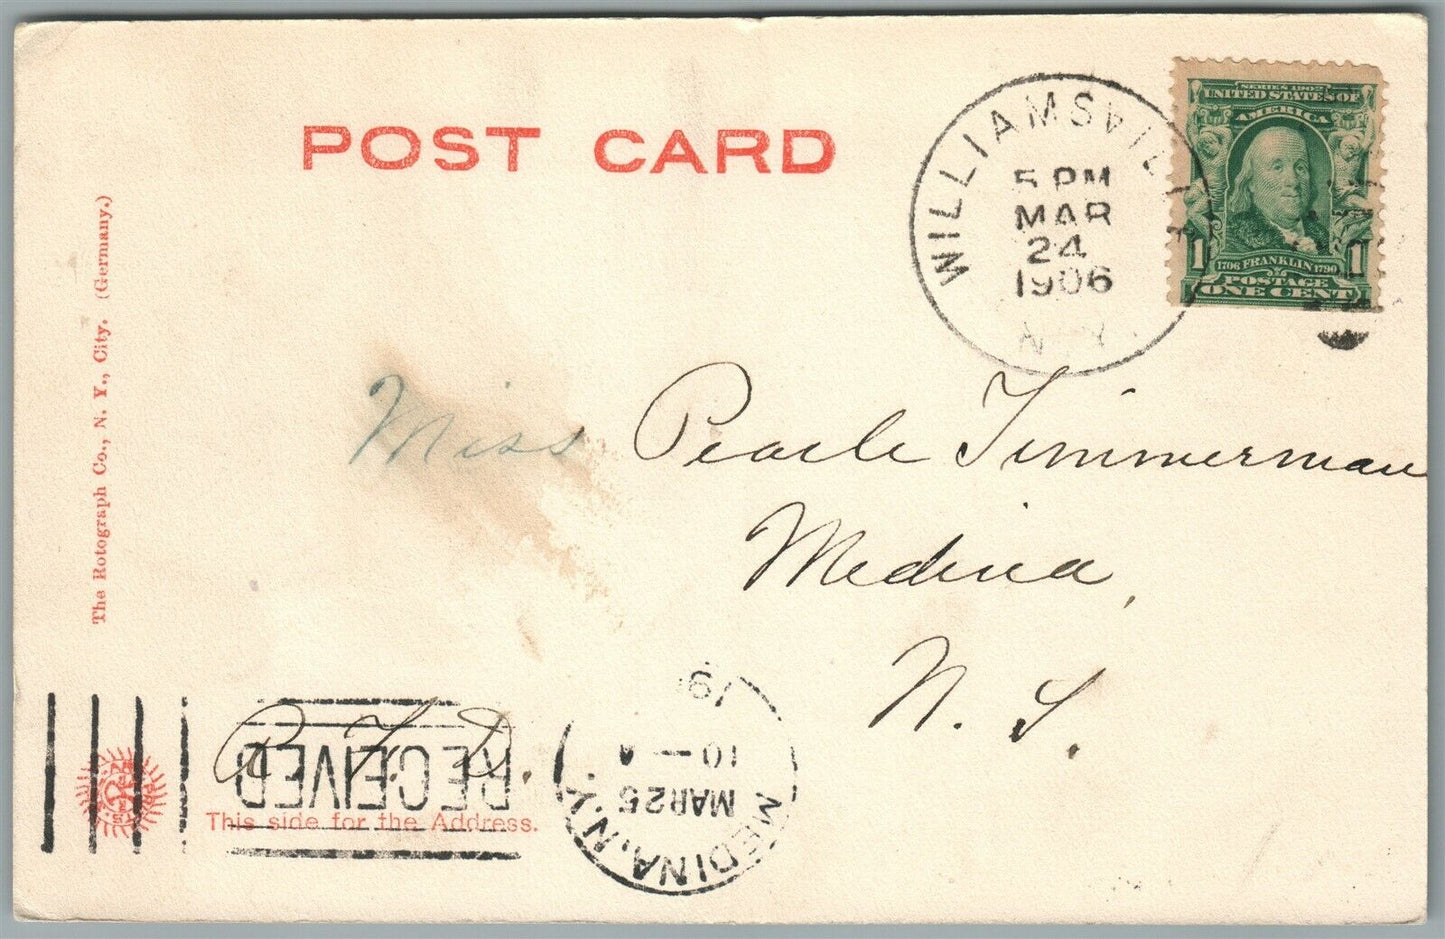 POST CARD
The Rotograph Co., N. Y., City. (Germany.)
WILLIAMSVILLE
5 PM
MAR
24
1906
N.Y.
SERIES 1902
UNITED STATES OF
AMERICA
1 1
1706 FRANKLIN 1790
POSTAGE
ONE CENT
Miss Pearle Timmerman
Medina,
N. Y.
R. F. D.
RECEIVED
This side for the Address.
MEDINA, N.Y.
MAR 25
10 - A